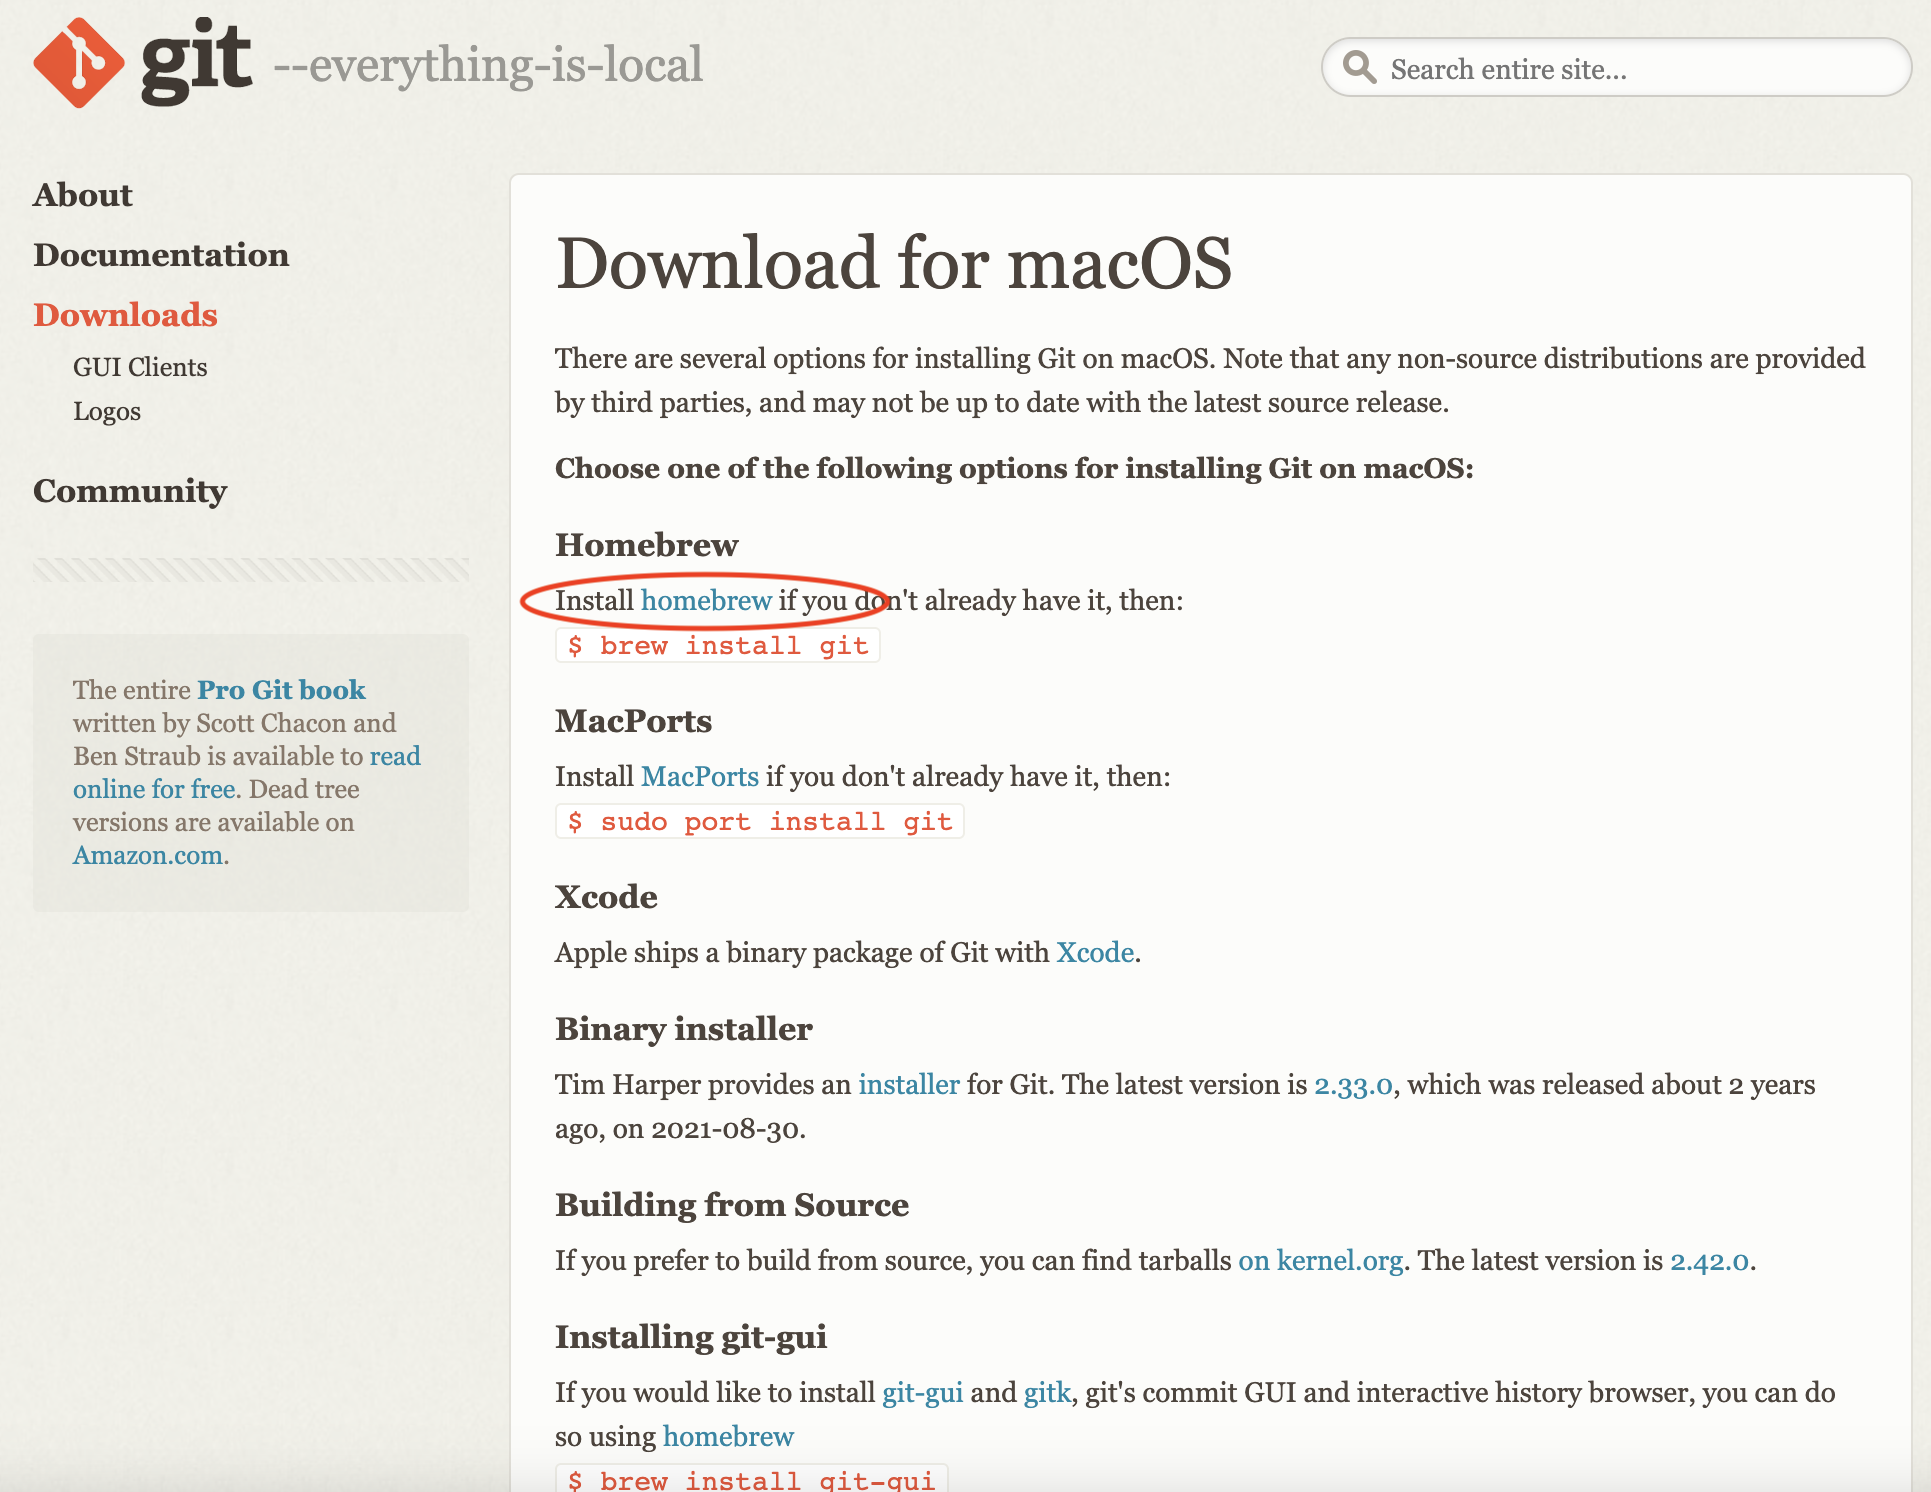 git --everything-is-local
Search entire site...
About
Documentation
Downloads
GUI Clients
Logos
Community
The entire Pro Git book
written by Scott Chacon and
Ben Straub is available to read
online for free. Dead tree
versions are available on
Amazon.com.
Download for macOS
There are several options for installing Git on macOS. Note that any non-source distributions are provided
by third parties, and may not be up to date with the latest source release.
Choose one of the following options for installing Git on macOS:
Homebrew
Install homebrew if you don't already have it, then:
$ brew install git
MacPorts
Install MacPorts if you don't already have it, then:
$ sudo port install git
Xcode
Apple ships a binary package of Git with Xcode.
Binary installer
Tim Harper provides an installer for Git. The latest version is 2.33.0, which was released about 2 years
ago, on 2021-08-30.
Building from Source
If you prefer to build from source, you can find tarballs on kernel.org. The latest version is 2.42.0.
Installing git-gui
If you would like to install git-gui and gitk, git's commit GUI and interactive history browser, you can do
so using homebrew
$ brew install git-gui